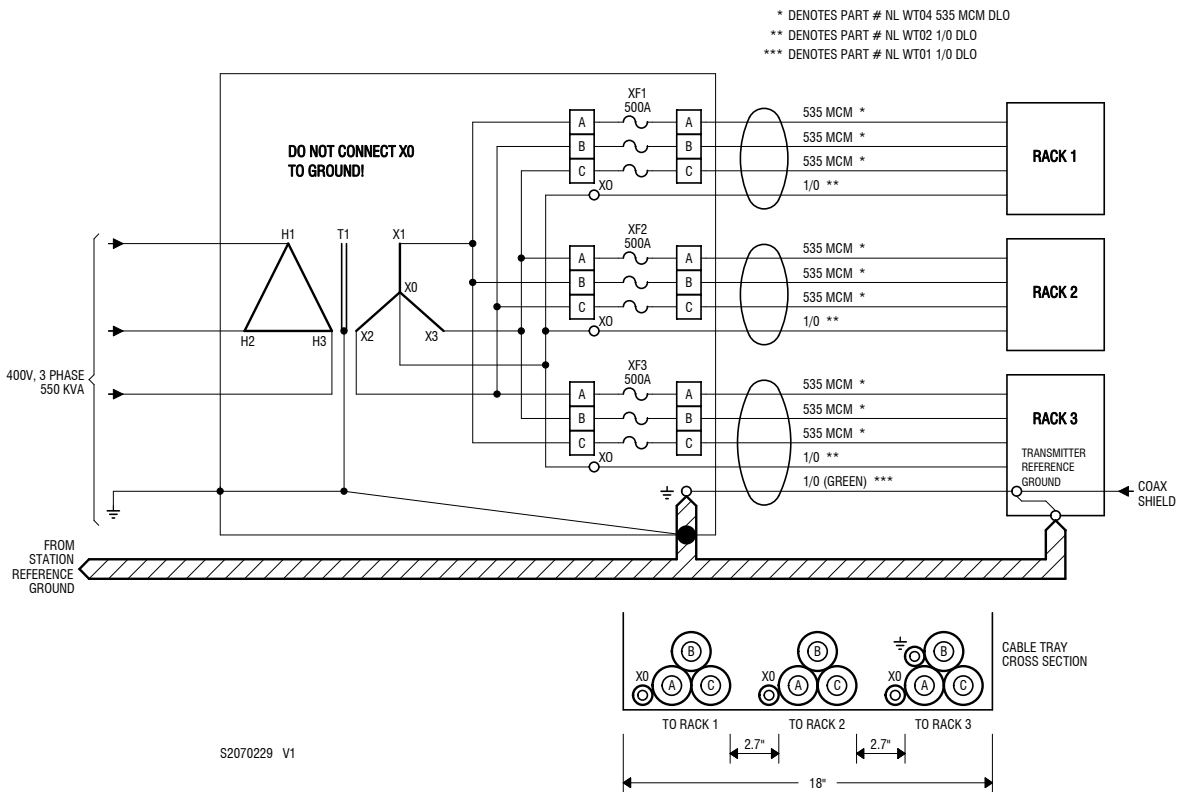 * DENOTES PART # NL WT04 535 MCM DLO
** DENOTES PART # NL WT02 1/0 DLO
*** DENOTES PART # NL WT01 1/0 DLO
DO NOT CONNECT X0
TO GROUND!
XF1
500A
A
A
B
B
C
C
XO
535 MCM *
535 MCM *
535 MCM *
1/0 **
RACK 1
H1
T1
X1
X0
H2
H3
X2
X3
XF2
500A
A
A
B
B
C
C
XO
535 MCM *
535 MCM *
535 MCM *
1/0 **
RACK 2
400V, 3 PHASE
550 KVA
XF3
500A
A
A
B
B
C
C
XO
535 MCM *
535 MCM *
535 MCM *
1/0 **
1/0 (GREEN) ***
RACK 3
TRANSMITTER
REFERENCE
GROUND
COAX
SHIELD
FROM
STATION
REFERENCE
GROUND
CABLE TRAY
CROSS SECTION
B
X0
A
C
B
X0
A
C
B
X0
A
C
TO RACK 1
TO RACK 2
TO RACK 3
2.7"
2.7"
18"
S2070229 V1